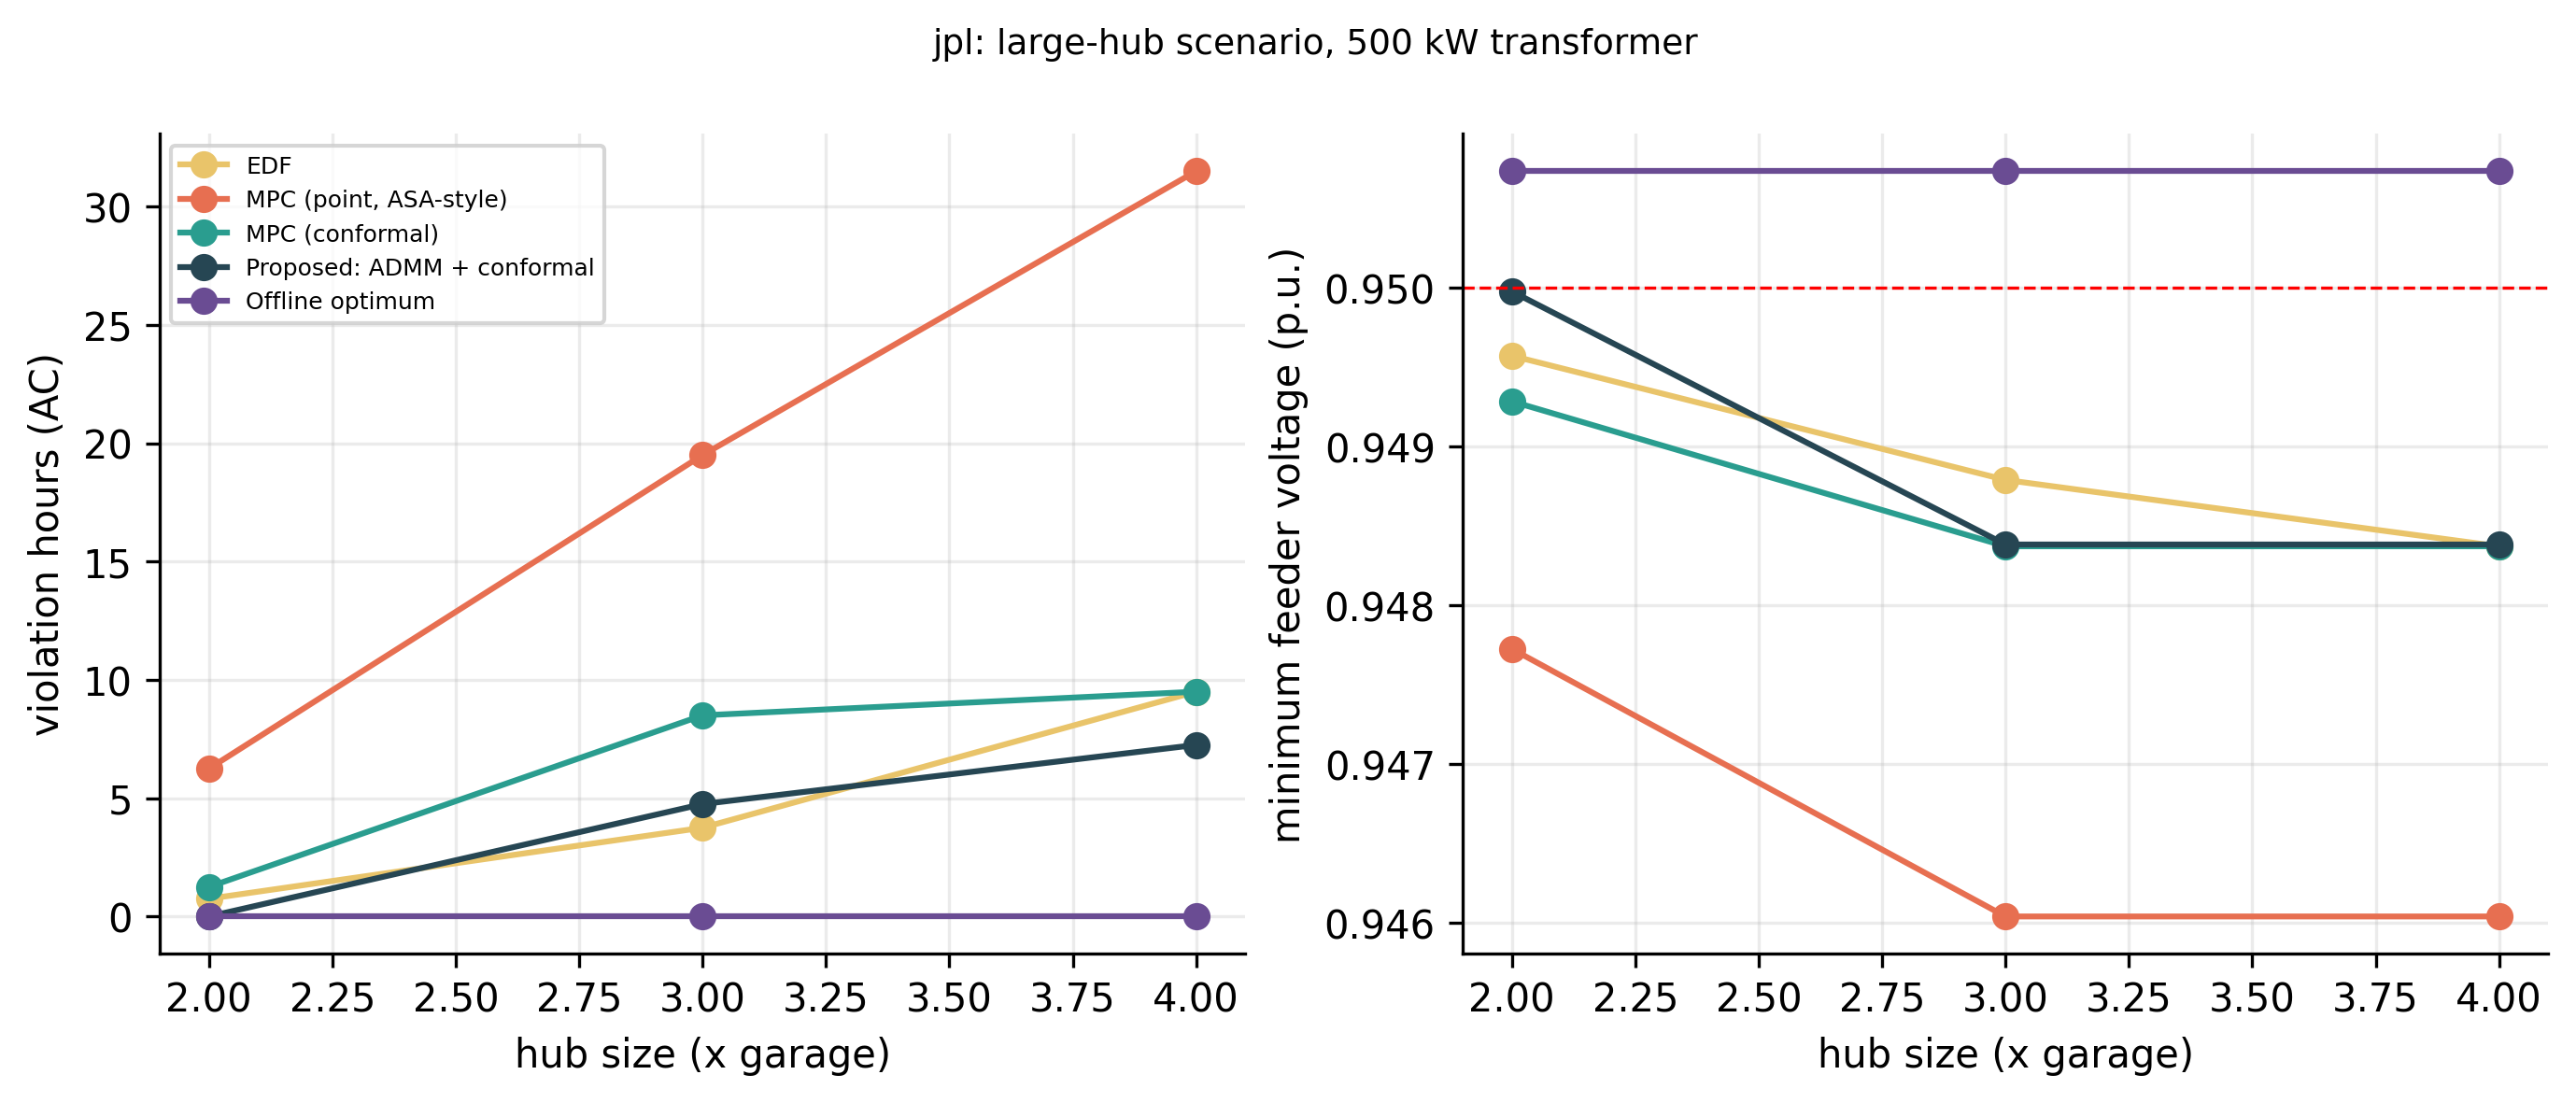 jpl: large-hub scenario, 500 kW transformer
violation hours (AC)
30
25
20
15
10
5
0
EDF
MPC (point, ASA-style)
MPC (conformal)
Proposed: ADMM + conformal
Offline optimum
2.00 2.25 2.50 2.75 3.00 3.25 3.50 3.75 4.00
hub size (x garage)
minimum feeder voltage (p.u.)
0.950
0.949
0.948
0.947
0.946
2.00 2.25 2.50 2.75 3.00 3.25 3.50 3.75 4.00
hub size (x garage)